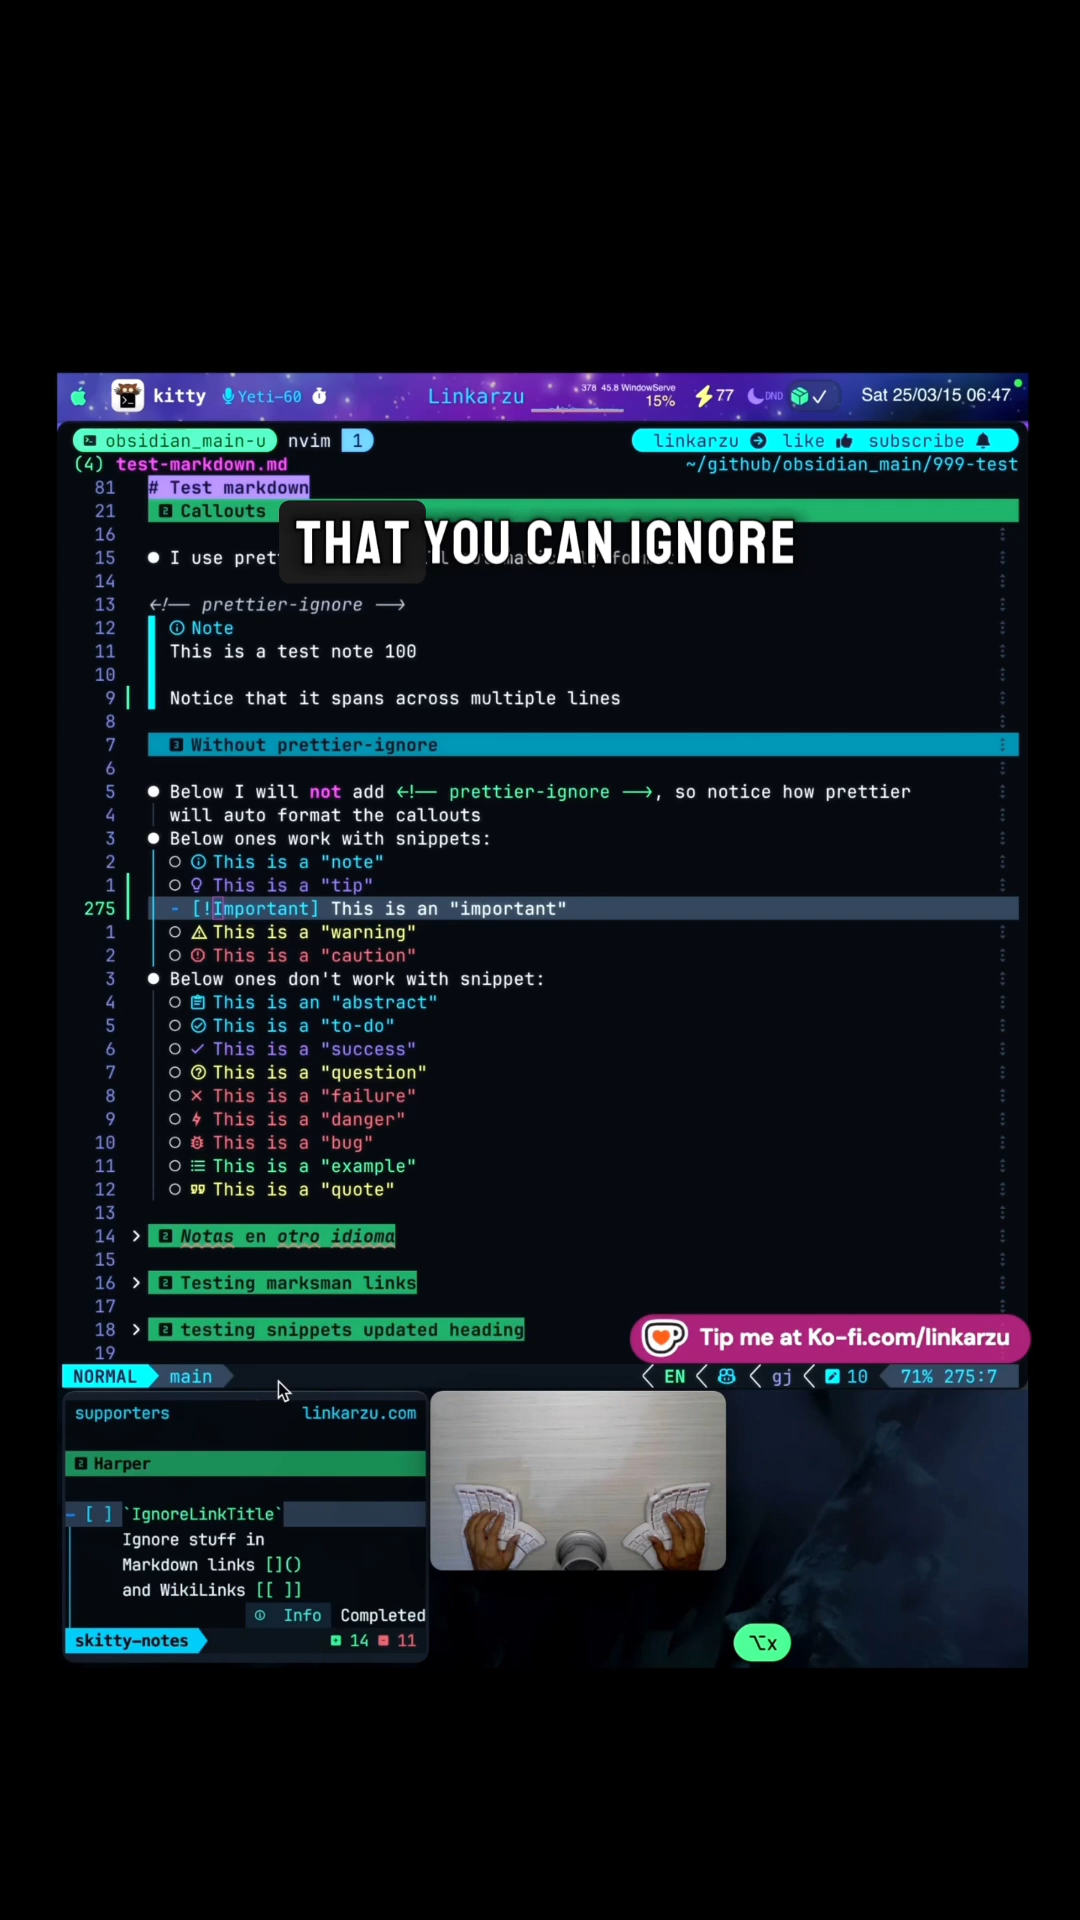 kitty Yeti-60 Linkarzu 378 45.8 WindowServe 15% 77 DND Sat 25/03/15 06:47
obsidian_main-u nvim 1 linkarzu like subscribe
(4) test-markdown.md ~/github/obsidian_main/999-test
81 # Test markdown
21 2 Callouts
16
THAT YOU CAN IGNORE
15 I use pret
14
13 <!-- prettier-ignore -->
12 Note
11 This is a test note 100
10
9 Notice that it spans across multiple lines
8
7 3 Without prettier-ignore
6
5 Below I will not add <!-- prettier-ignore -->, so notice how prettier
4 will auto format the callouts
3 Below ones work with snippets:
2 This is a "note"
1 This is a "tip"
275 - [!Important] This is an "important"
1 This is a "warning"
2 This is a "caution"
3 Below ones don't work with snippet:
4 This is an "abstract"
5 This is a "to-do"
6 This is a "success"
7 This is a "question"
8 This is a "failure"
9 This is a "danger"
10 This is a "bug"
11 This is a "example"
12 This is a "quote"
13
14 > 2 Notas en otro idioma
15
16 > 2 Testing marksman links
17
18 > 2 testing snippets updated heading
19
Tip me at Ko-fi.com/linkarzu
NORMAL main EN gj 10 71% 275:7
supporters linkarzu.com
2 Harper
- [ ] `IgnoreLinkTitle`
Ignore stuff in
Markdown links []()
and WikiLinks [[ ]]
Info Completed
skitty-notes 14 11
⌥x